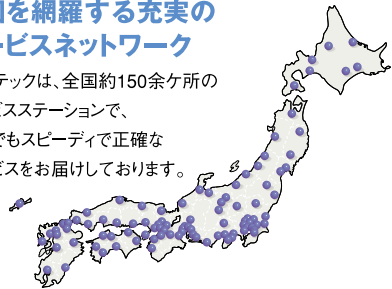 国を網羅する充実の
ービスネットワーク
テックは、全国約150余ケ所の
ビスステーションで、
でもスピーディで正確な
ビスをお届けしております。